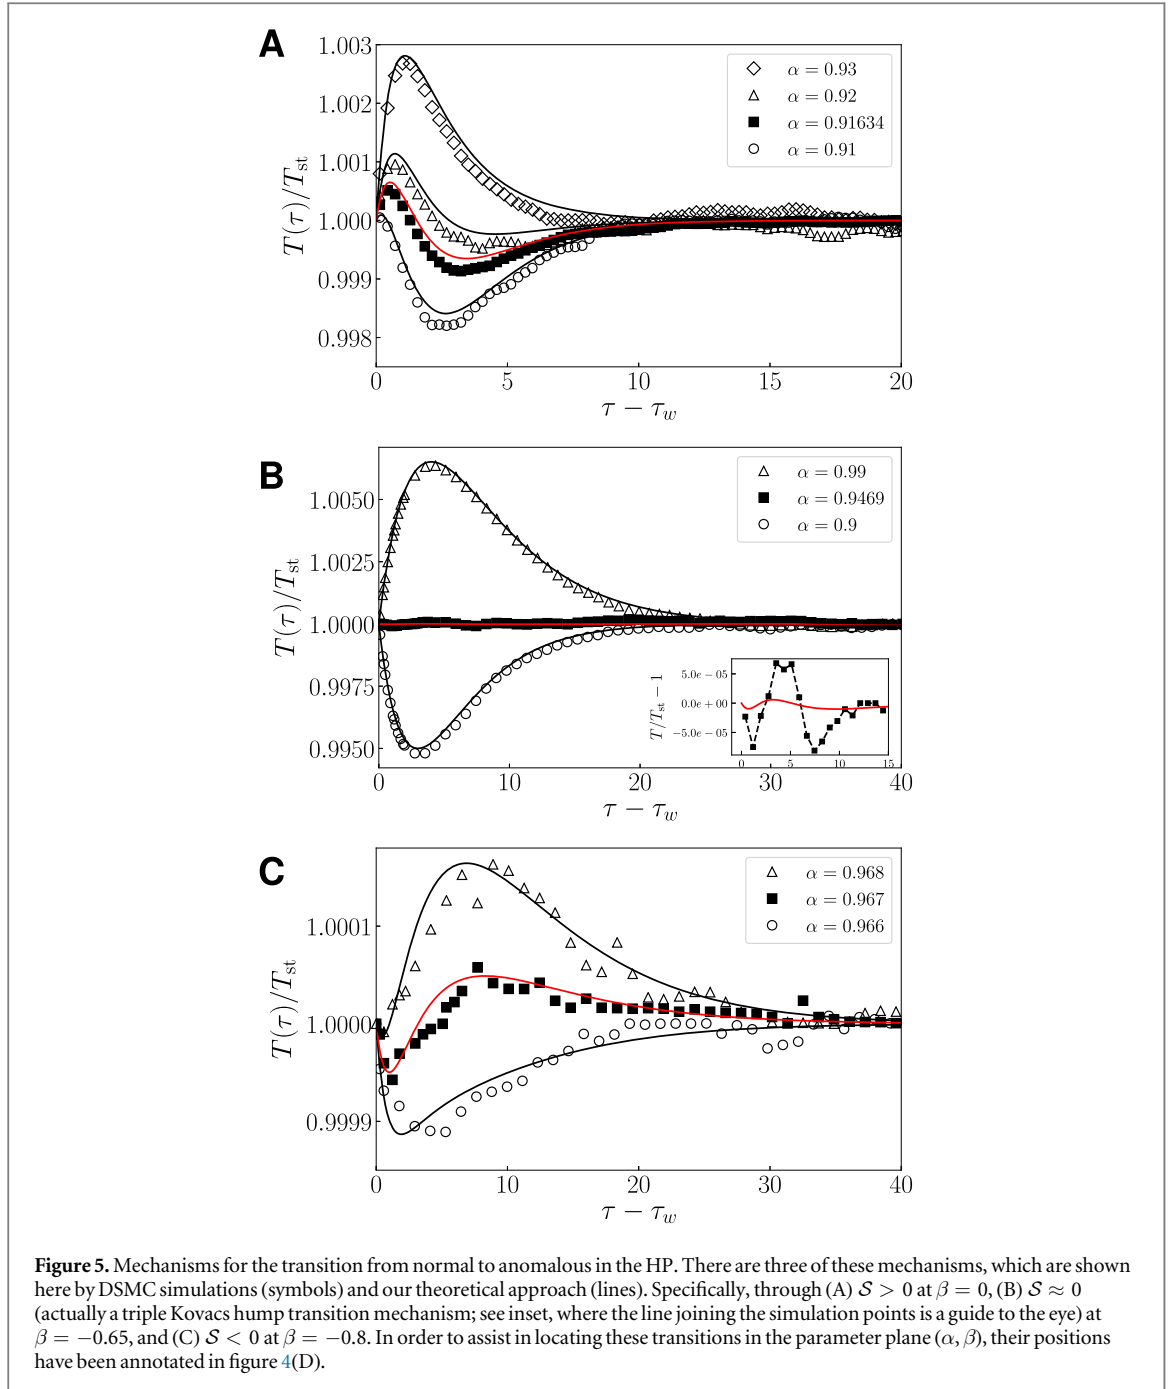 A
1.003
1.002
1.001
1.000
0.999
0.998
T(τ)/T_st
α = 0.93
α = 0.92
α = 0.91634
α = 0.91
0 5 10 15 20
τ − τ_w
B
1.0050
1.0025
1.0000
0.9975
0.9950
T(τ)/T_st
α = 0.99
α = 0.9469
α = 0.9
T/T_st − 1
5.0e − 05
0.0e + 00
−5.0e − 05
0 5 10 15
0 10 20 30 40
τ − τ_w
C
1.0001
1.0000
0.9999
T(τ)/T_st
α = 0.968
α = 0.967
α = 0.966
0 10 20 30 40
τ − τ_w
Figure 5. Mechanisms for the transition from normal to anomalous in the HP. There are three of these mechanisms, which are shown
here by DSMC simulations (symbols) and our theoretical approach (lines). Specifically, through (A) 𝒮 > 0 at β = 0, (B) 𝒮 ≈ 0
(actually a triple Kovacs hump transition mechanism; see inset, where the line joining the simulation points is a guide to the eye) at
β = −0.65, and (C) 𝒮 < 0 at β = −0.8. In order to assist in locating these transitions in the parameter plane (α, β), their positions
have been annotated in figure 4(D).